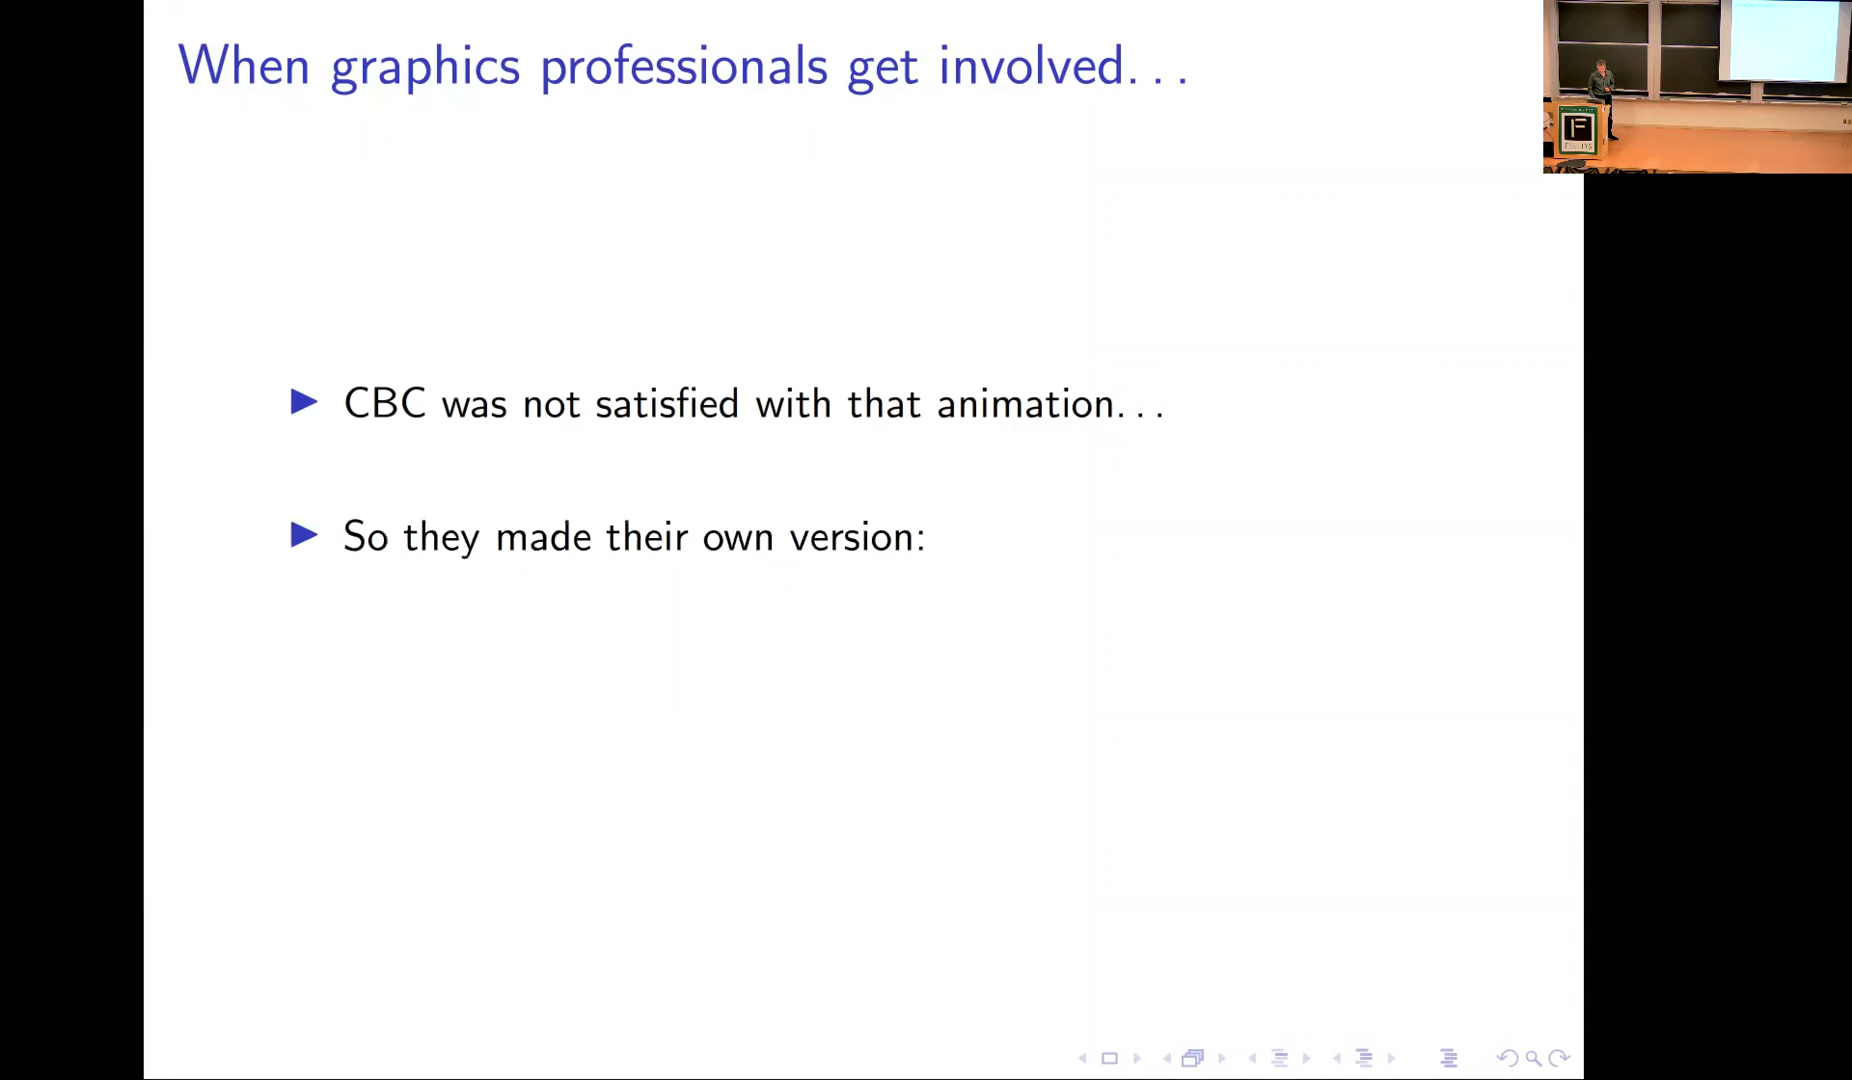 When graphics professionals get involved...
CBC was not satisfied with that animation...
So they made their own version:
F